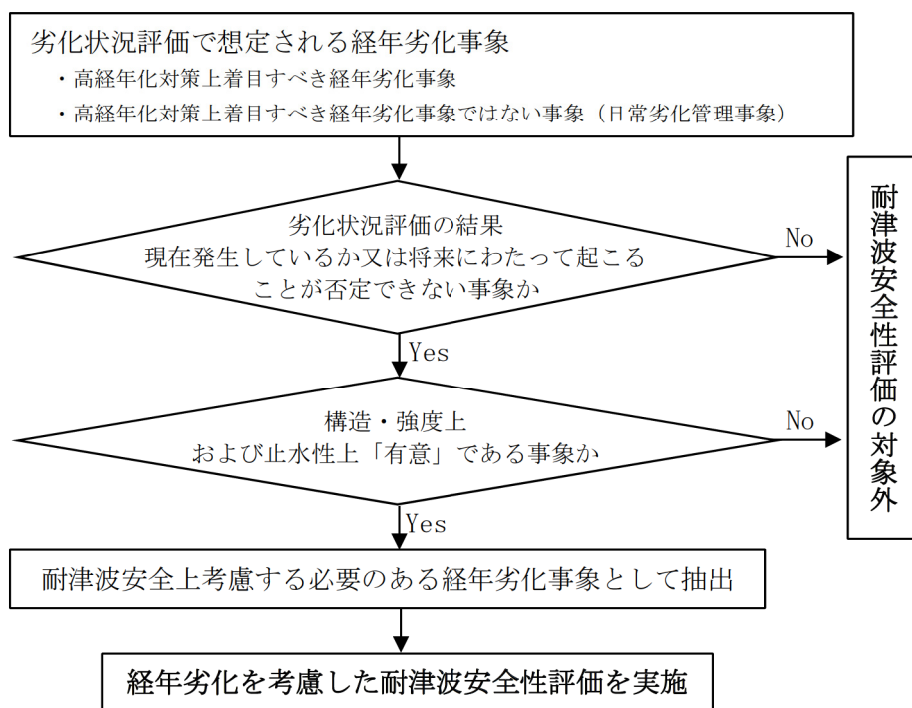 劣化状況評価で想定される経年劣化事象
・高経年化対策上着目すべき経年劣化事象
・高経年化対策上着目すべき経年劣化事象ではない事象（日常劣化管理事象）
劣化状況評価の結果
現在発生しているか又は将来にわたって起こる
ことが否定できない事象か
No
Yes
構造・強度上
および止水性上「有意」である事象か
No
Yes
耐津波安全性評価の対象外
耐津波安全上考慮する必要のある経年劣化事象として抽出
経年劣化を考慮した耐津波安全性評価を実施